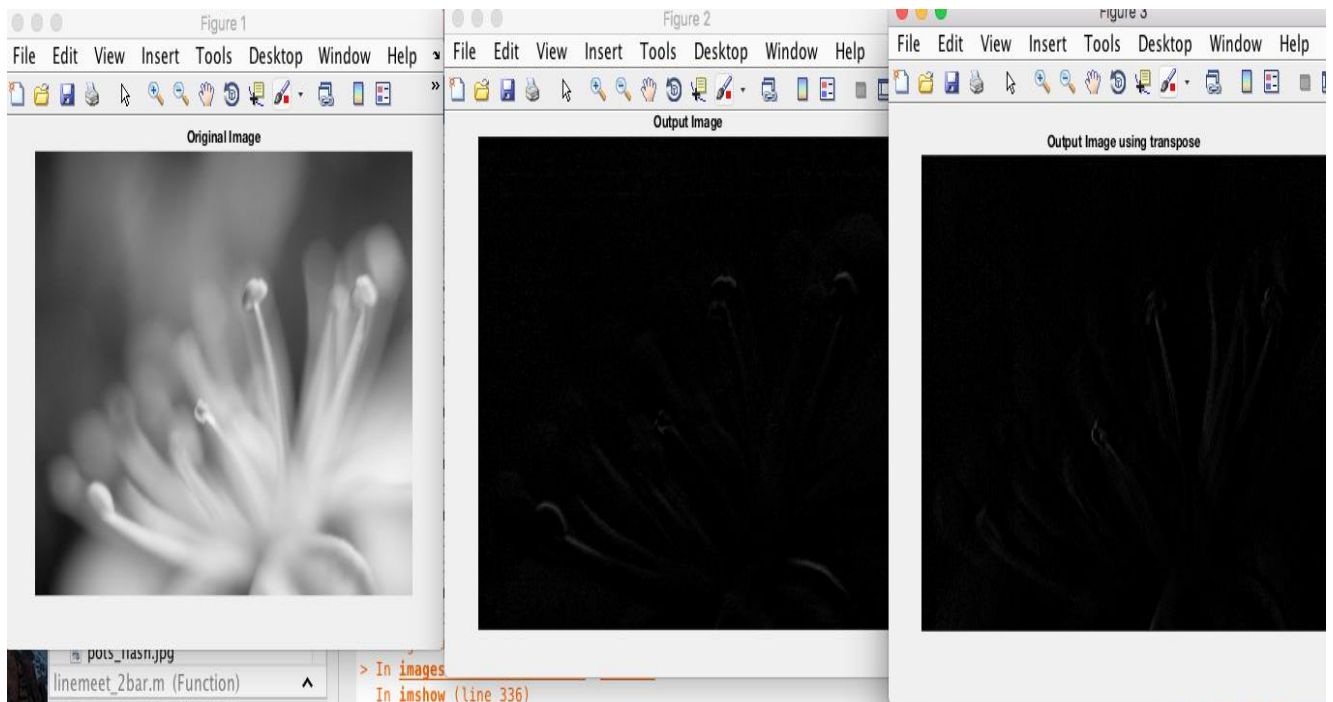 Figure 1
File Edit View Insert Tools Desktop Window Help
Original Image
Figure 2
File Edit View Insert Tools Desktop Window Help
Output Image
Figure 3
File Edit View Insert Tools Desktop Window Help
Output Image using transpose
pots_flash.jpg
linemeet_2bar.m (Function)
> In images
In imshow (line 336)